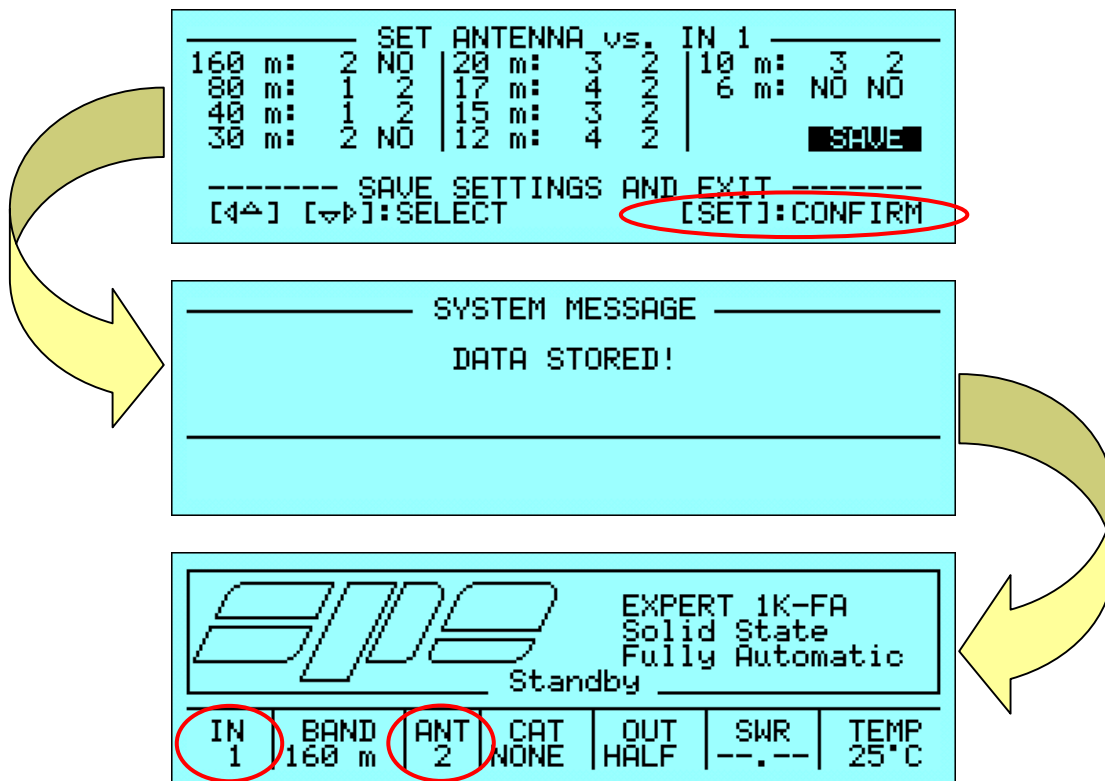 SET ANTENNA vs. IN 1
160 m: 2 NO 20 m: 3 2 10 m: 3 2
80 m: 1 2 17 m: 4 2 6 m: NO NO
40 m: 1 2 15 m: 3 2
30 m: 2 NO 12 m: 4 2 SAVE
------- SAVE SETTINGS AND EXIT -------
[◁△] [▽▷]:SELECT [SET]:CONFIRM
SYSTEM MESSAGE
DATA STORED!
spe
EXPERT 1K-FA
Solid State
Fully Automatic
Standby
IN BAND ANT CAT OUT SWR TEMP
1 160 m 2 NONE HALF --.-- 25°C